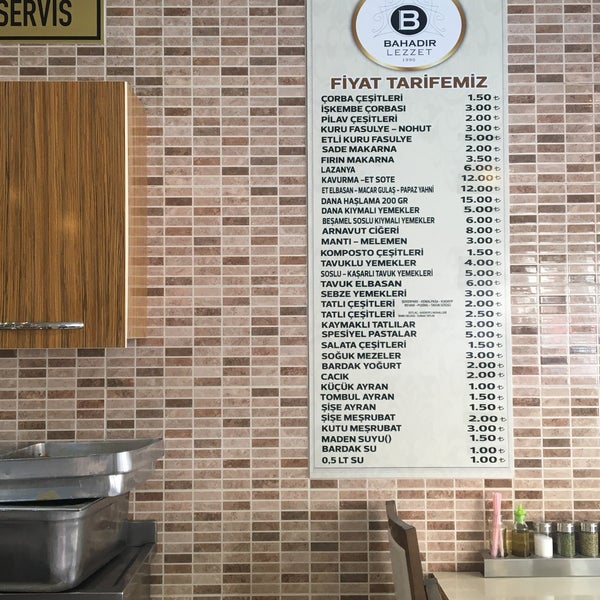 SERVIS
B
BAHADIR
LEZZET
1990
FİYAT TARİFEMİZ
ÇORBA ÇEŞİTLERİ 1.50 ₺
İŞKEMBE ÇORBASI 3.00 ₺
PİLAV ÇEŞİTLERİ 2.00 ₺
KURU FASULYE – NOHUT 3.00 ₺
ETLİ KURU FASULYE 5.00 ₺
SADE MAKARNA 2.00 ₺
FIRIN MAKARNA 3.50 ₺
LAZANYA 6.00 ₺
KAVURMA –ET SOTE 12.00 ₺
ET ELBASAN – MACAR GULAŞ – PAPAZ YAHNİ 12.00 ₺
DANA HAŞLAMA 200 GR 15.00 ₺
DANA KIYMALI YEMEKLER 5.00 ₺
BEŞAMEL SOSLU KIYMALI YEMEKLER 6.00 ₺
ARNAVUT CİĞERİ 8.00 ₺
MANTI – MELEMEN 3.00 ₺
KOMPOSTO ÇEŞİTLERİ 1.50 ₺
TAVUKLU YEMEKLER 4.00 ₺
SOSLU – KAŞARLI TAVUK YEMEKLERİ 5.00 ₺
TAVUK ELBASAN 6.00 ₺
SEBZE YEMEKLERİ 3.00 ₺
TATLI ÇEŞİTLERİ 2.00 ₺
TATLI ÇEŞİTLERİ 2.50 ₺
KAYMAKLI TATLILAR 3.00 ₺
SPESİYEL PASTALAR 5.00 ₺
SALATA ÇEŞİTLERİ 1.50 ₺
SOĞUK MEZELER 3.00 ₺
BARDAK YOĞURT 2.00 ₺
CACIK 2.00 ₺
KÜÇÜK AYRAN 1.00 ₺
TOMBUL AYRAN 1.50 ₺
ŞİŞE AYRAN 1.50 ₺
ŞİŞE MEŞRUBAT 2.00 ₺
KUTU MEŞRUBAT 3.00 ₺
MADEN SUYU() 1.50 ₺
BARDAK SU 1.00 ₺
0,5 LT SU 1.00 ₺